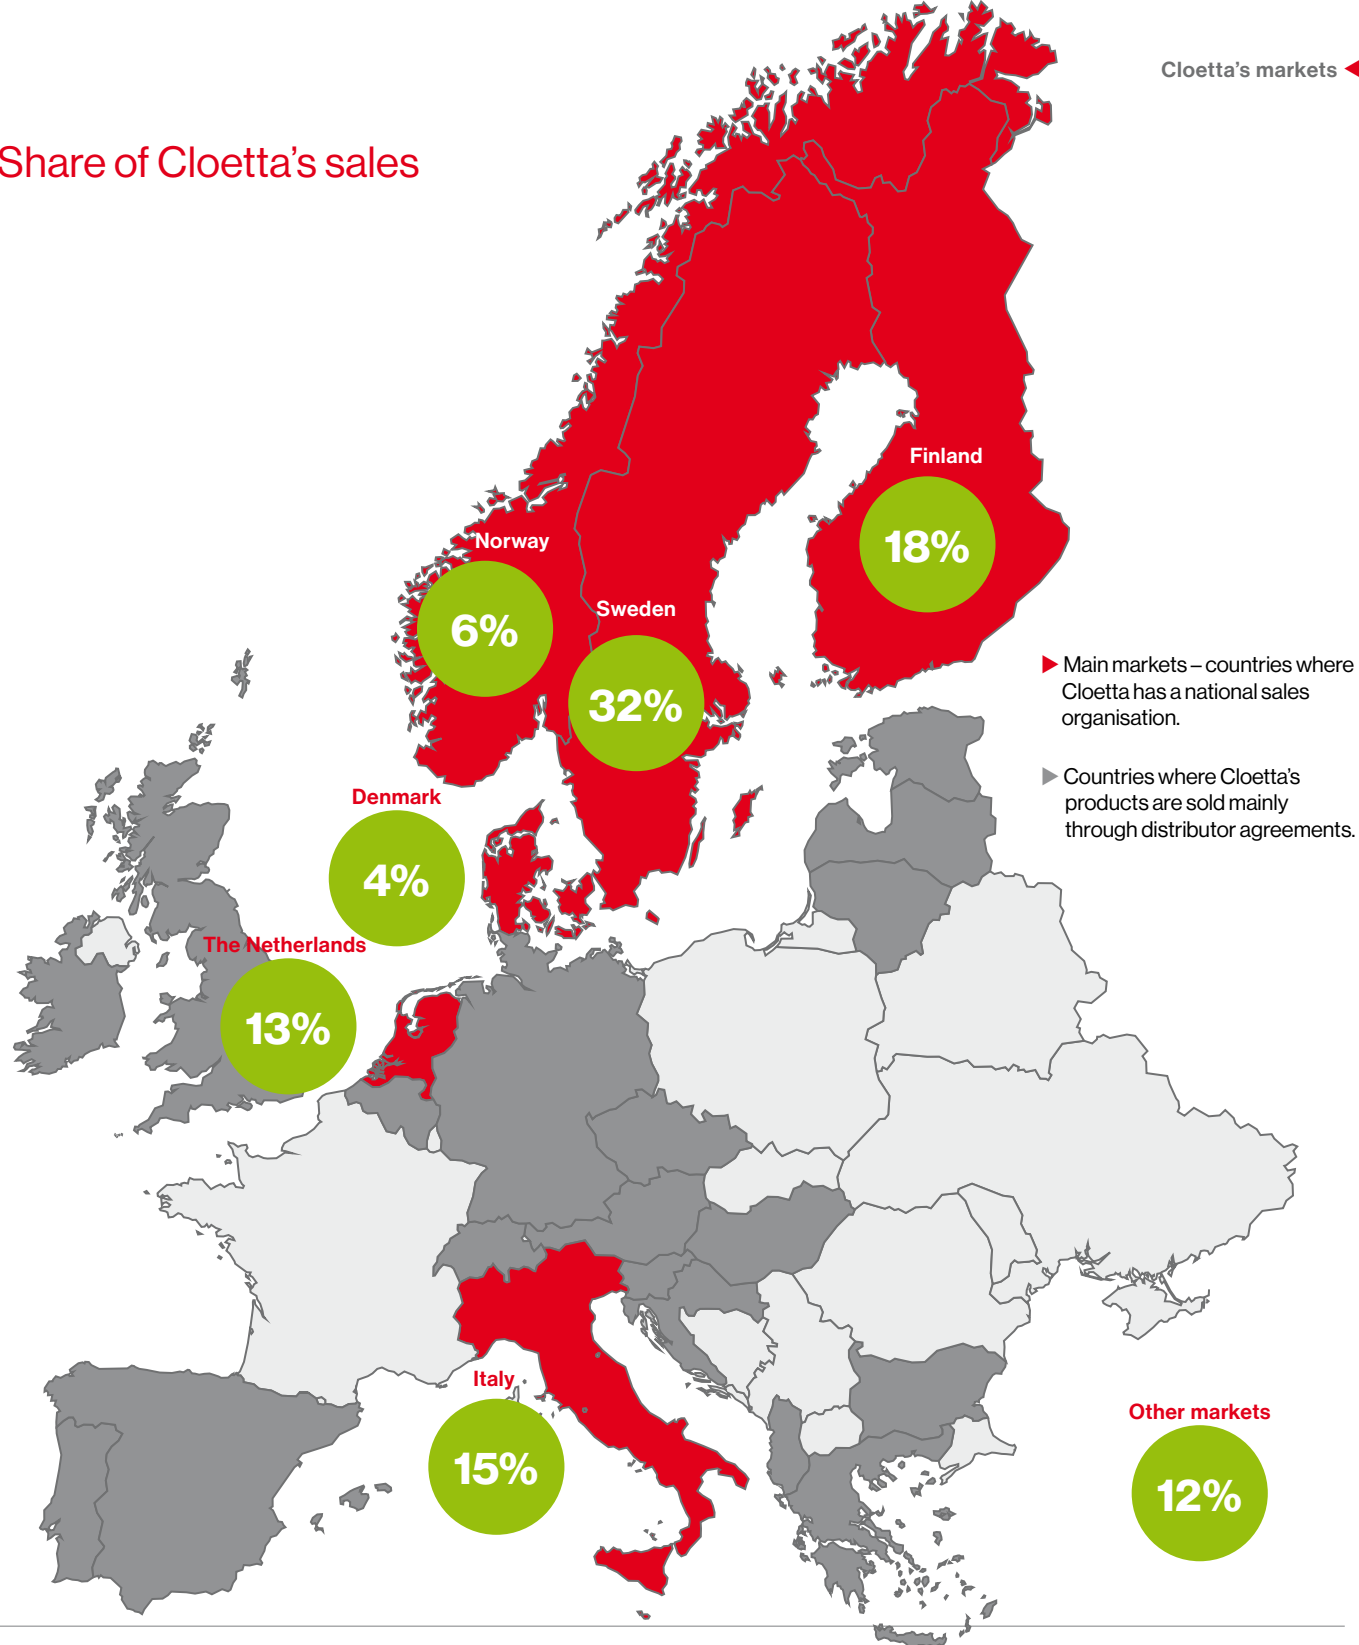 Cloetta’s markets
Share of Cloetta’s sales
Finland
18%
Norway
6%
Sweden
32%
Main markets – countries where
Cloetta has a national sales
organisation.
Countries where Cloetta’s
products are sold mainly
through distributor agreements.
Denmark
4%
The Netherlands
13%
Italy
15%
Other markets
12%